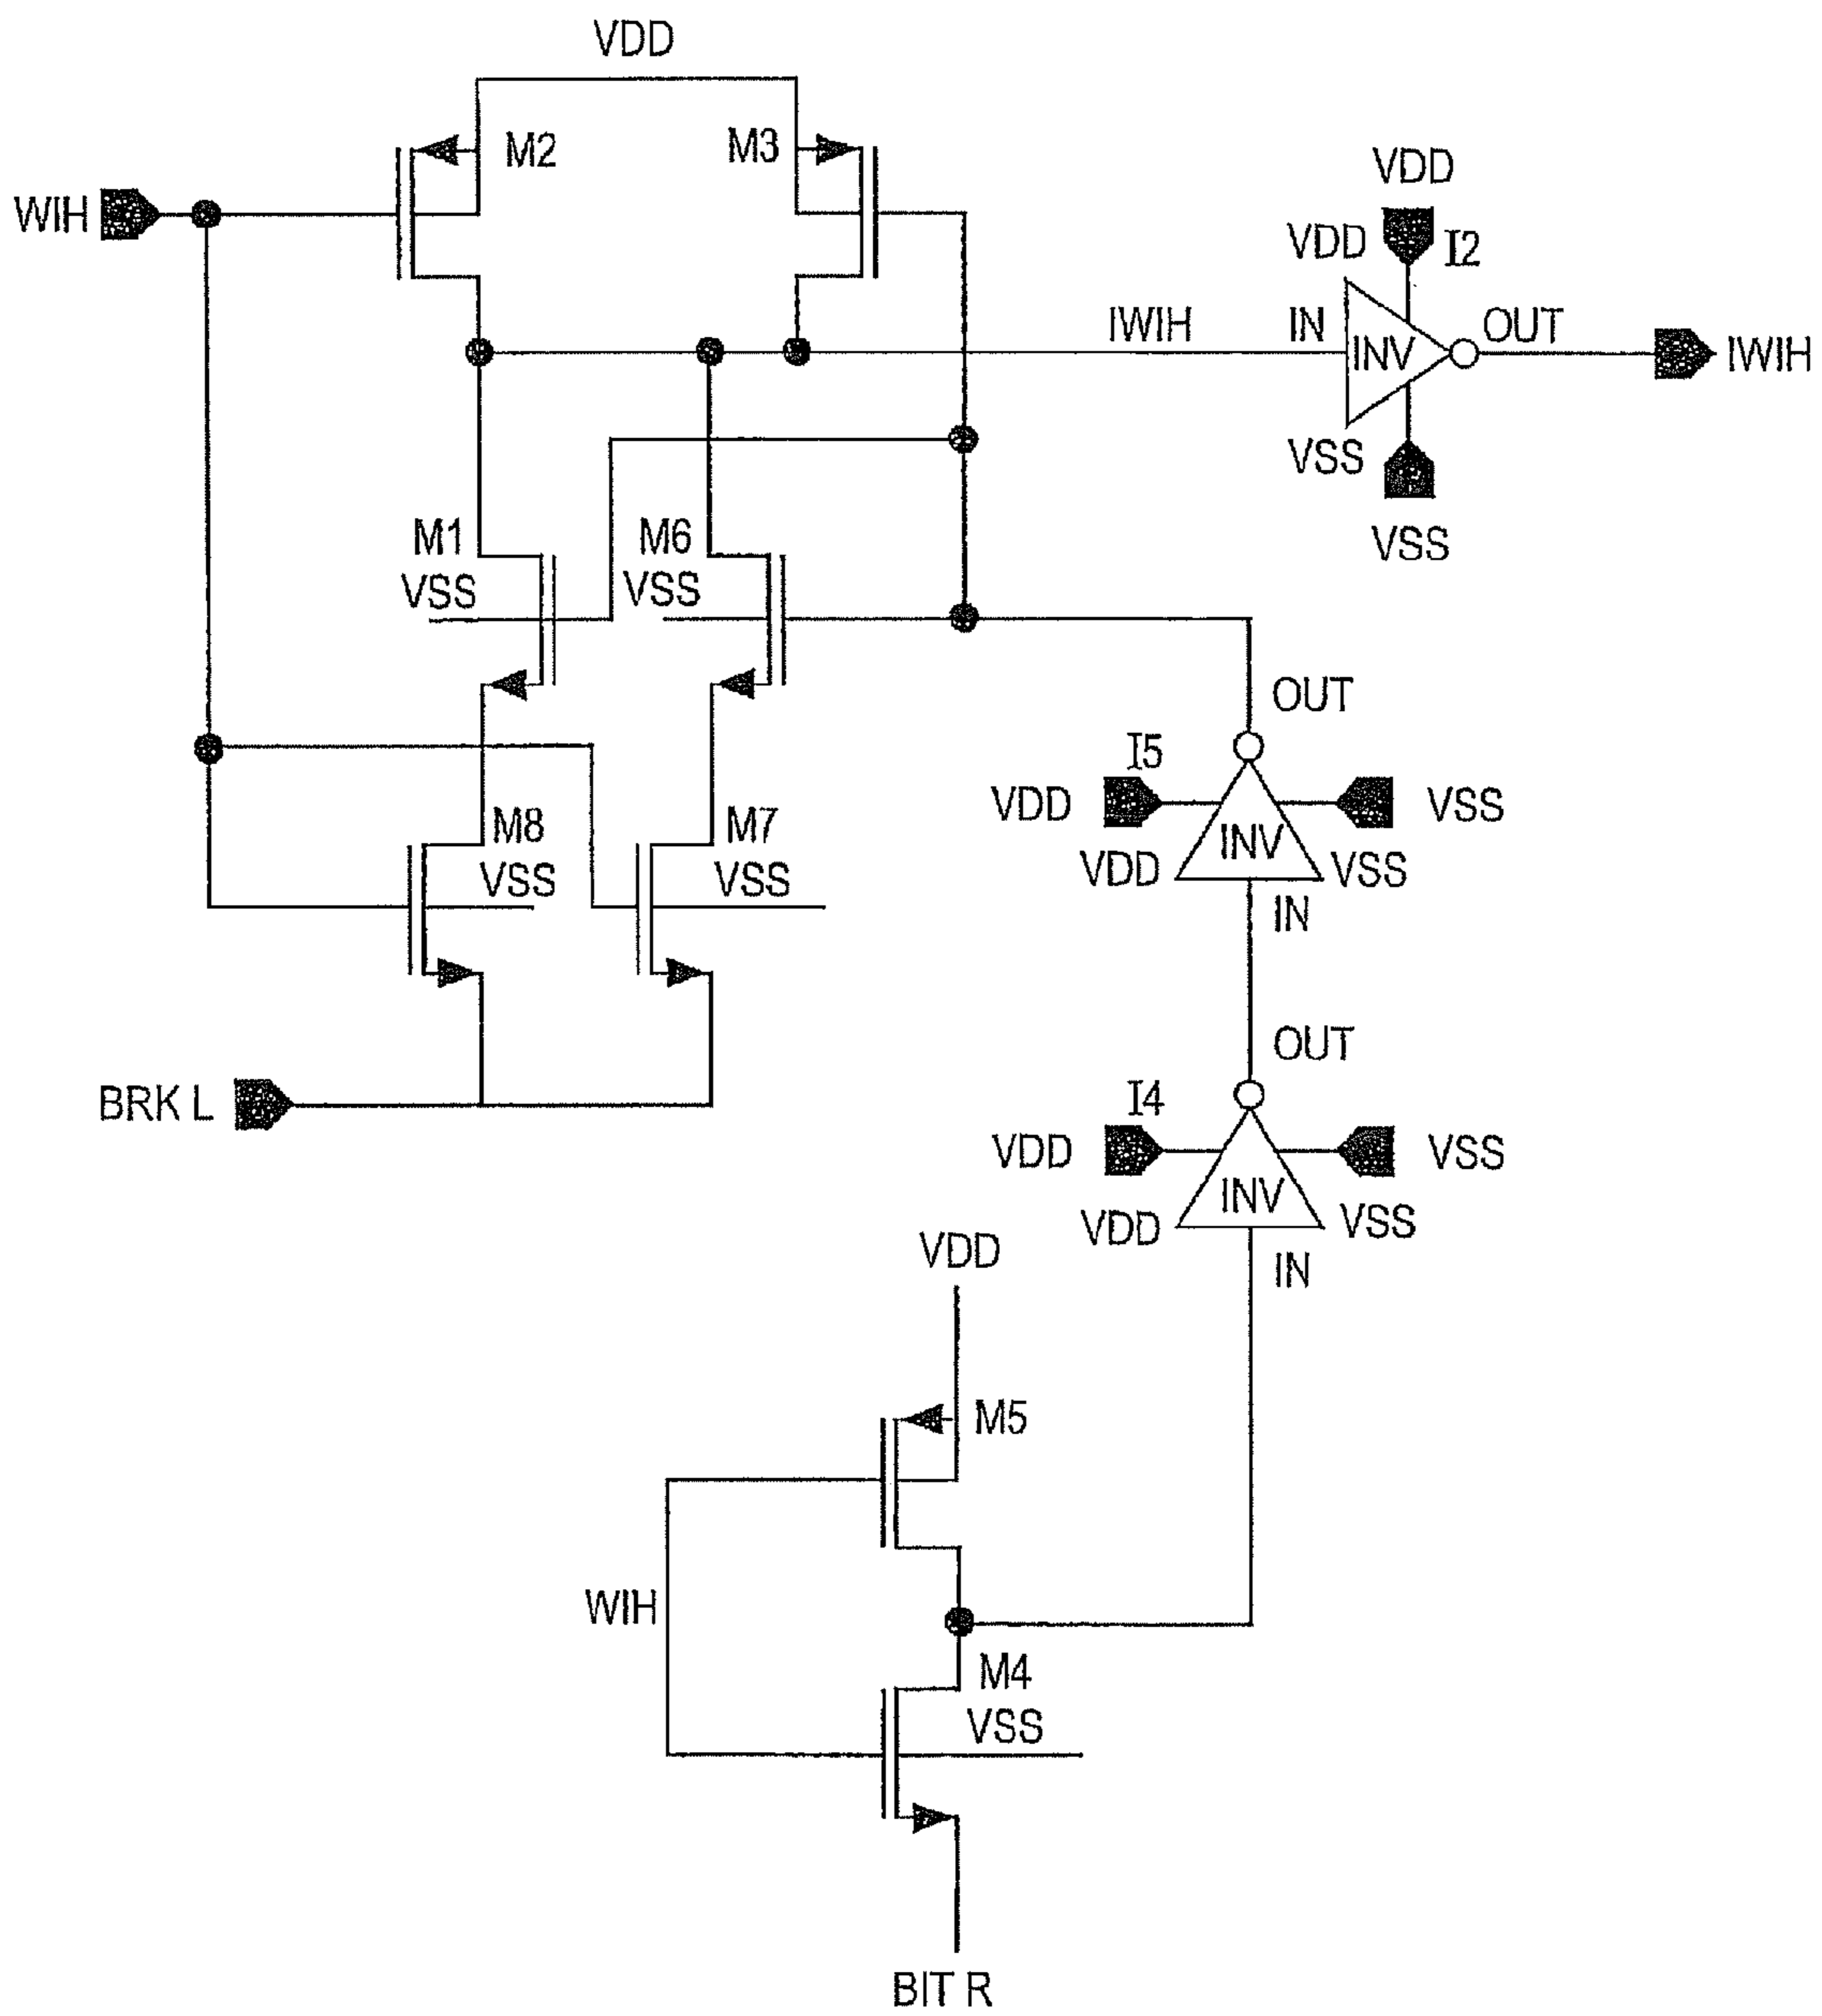 VDD
M2
M3
WIH
VDD
VDD
I2
IWIH
IN
INV
OUT
IWIH
VSS
VSS
M1
VSS
M6
VSS
OUT
I5
VDD
VSS
INV
VDD
VSS
IN
M8
VSS
M7
VSS
BRK L
OUT
I4
VDD
VSS
INV
VDD
VSS
IN
VDD
M5
WIH
M4
VSS
BIT R